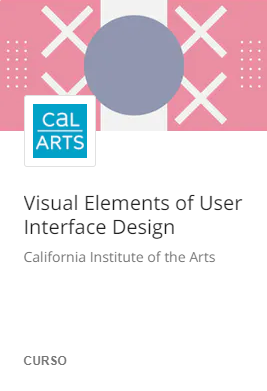 CAL
ARTS
Visual Elements of User
Interface Design
California Institute of the Arts
CURSO